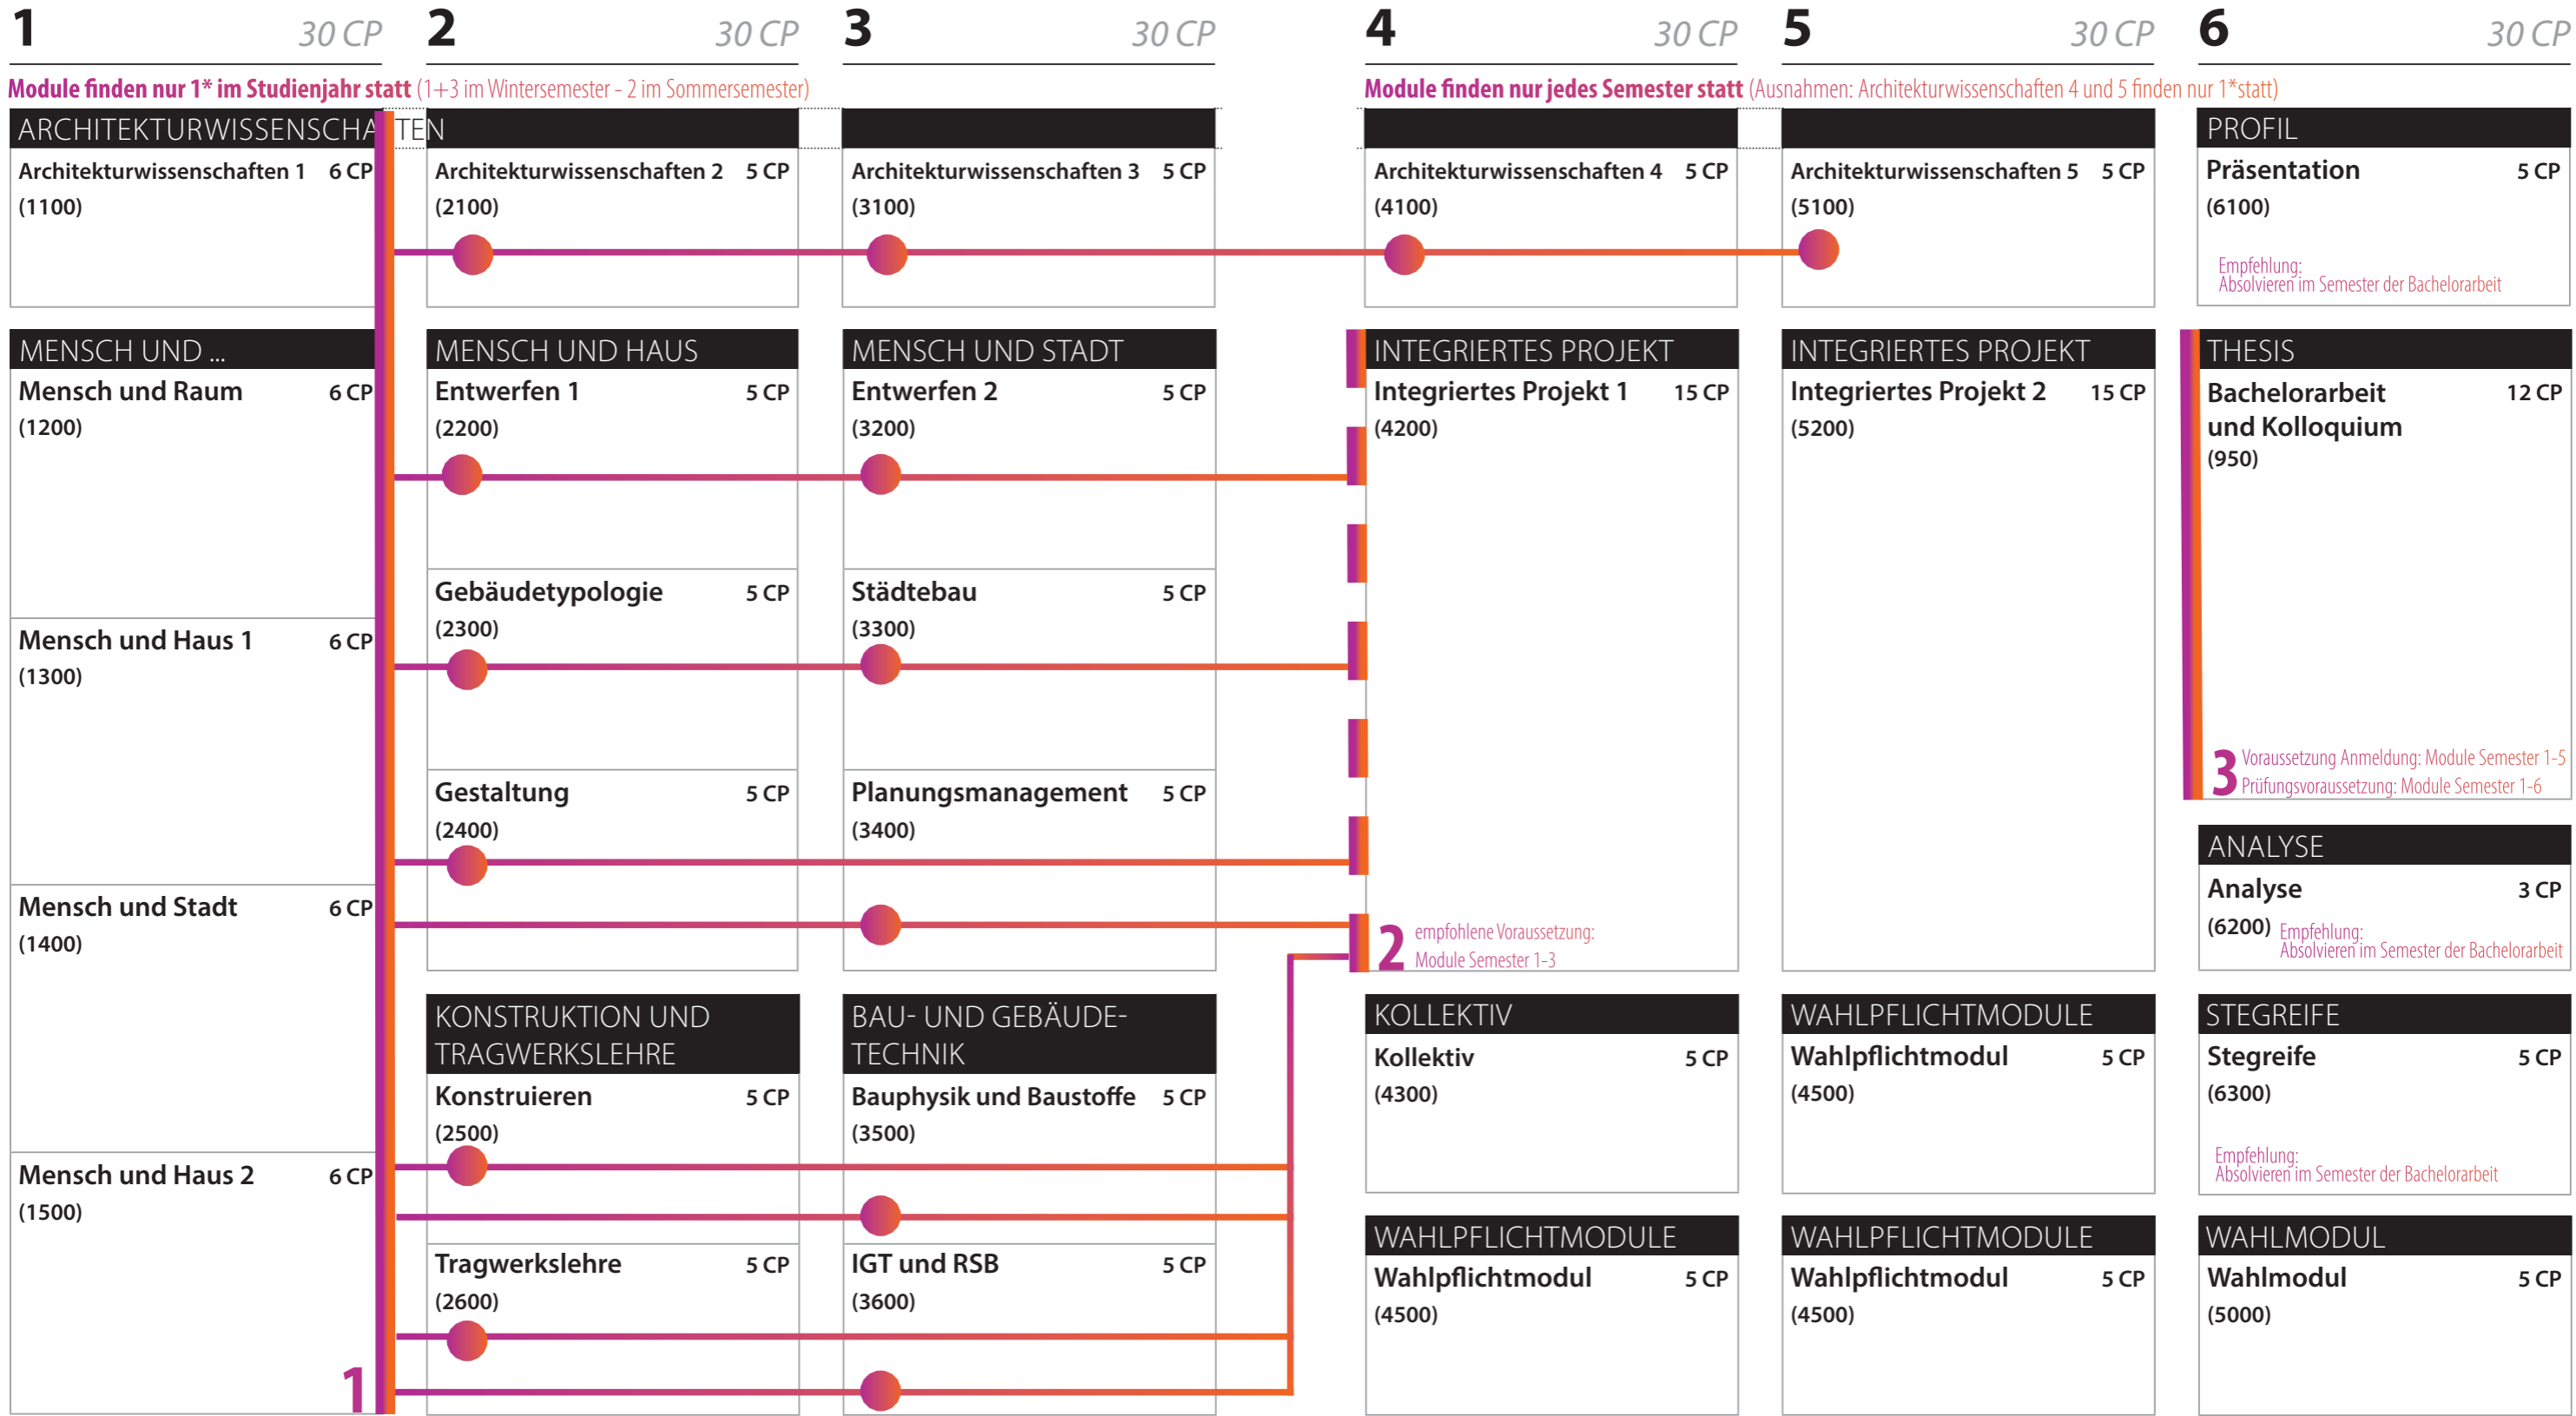 1 30 CP 2 30 CP 3 30 CP 4 30 CP 5 30 CP 6 30 CP
Module finden nur 1* im Studienjahr statt (1+3 im Wintersemester - 2 im Sommersemester)
Module finden nur jedes Semester statt (Ausnahmen: Architekturwissenschaften 4 und 5 finden nur 1*statt)
ARCHITEKTURWISSENSCHAFTEN
Architekturwissenschaften 1 6 CP
(1100)
Architekturwissenschaften 2 5 CP
(2100)
Architekturwissenschaften 3 5 CP
(3100)
Architekturwissenschaften 4 5 CP
(4100)
Architekturwissenschaften 5 5 CP
(5100)
PROFIL
Präsentation 5 CP
(6100)
Empfehlung:
Absolvieren im Semester der Bachelorarbeit
MENSCH UND ...
Mensch und Raum 6 CP
(1200)
Mensch und Haus 1 6 CP
(1300)
Mensch und Stadt 6 CP
(1400)
Mensch und Haus 2 6 CP
(1500)
1
MENSCH UND HAUS
Entwerfen 1 5 CP
(2200)
Gebäudetypologie 5 CP
(2300)
Gestaltung 5 CP
(2400)
KONSTRUKTION UND
TRAGWERKSLEHRE
Konstruieren 5 CP
(2500)
Tragwerkslehre 5 CP
(2600)
MENSCH UND STADT
Entwerfen 2 5 CP
(3200)
Städtebau 5 CP
(3300)
Planungsmanagement 5 CP
(3400)
BAU- UND GEBÄUDE-
TECHNIK
Bauphysik und Baustoffe 5 CP
(3500)
IGT und RSB 5 CP
(3600)
INTEGRIERTES PROJEKT
Integriertes Projekt 1 15 CP
(4200)
2 empfohlene Voraussetzung:
Module Semester 1-3
KOLLEKTIV
Kollektiv 5 CP
(4300)
WAHLPFLICHTMODULE
Wahlpflichtmodul 5 CP
(4500)
INTEGRIERTES PROJEKT
Integriertes Projekt 2 15 CP
(5200)
WAHLPFLICHTMODULE
Wahlpflichtmodul 5 CP
(4500)
WAHLPFLICHTMODULE
Wahlpflichtmodul 5 CP
(4500)
THESIS
Bachelorarbeit 12 CP
und Kolloquium
(950)
3 Voraussetzung Anmeldung: Module Semester 1-5
Prüfungsvoraussetzung: Module Semester 1-6
ANALYSE
Analyse 3 CP
(6200) Empfehlung:
Absolvieren im Semester der Bachelorarbeit
STEGREIFE
Stegreife 5 CP
(6300)
Empfehlung:
Absolvieren im Semester der Bachelorarbeit
WAHLMODUL
Wahlmodul 5 CP
(5000)